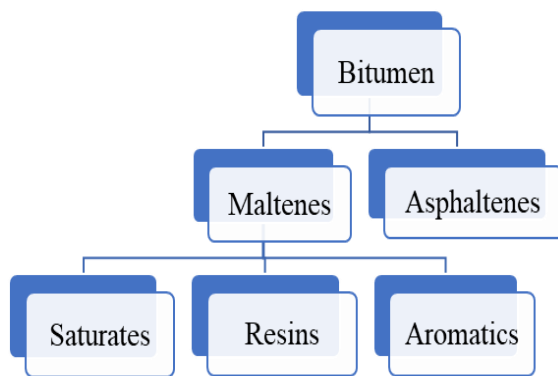 Bitumen
Maltenes
Asphaltenes
Saturates
Resins
Aromatics